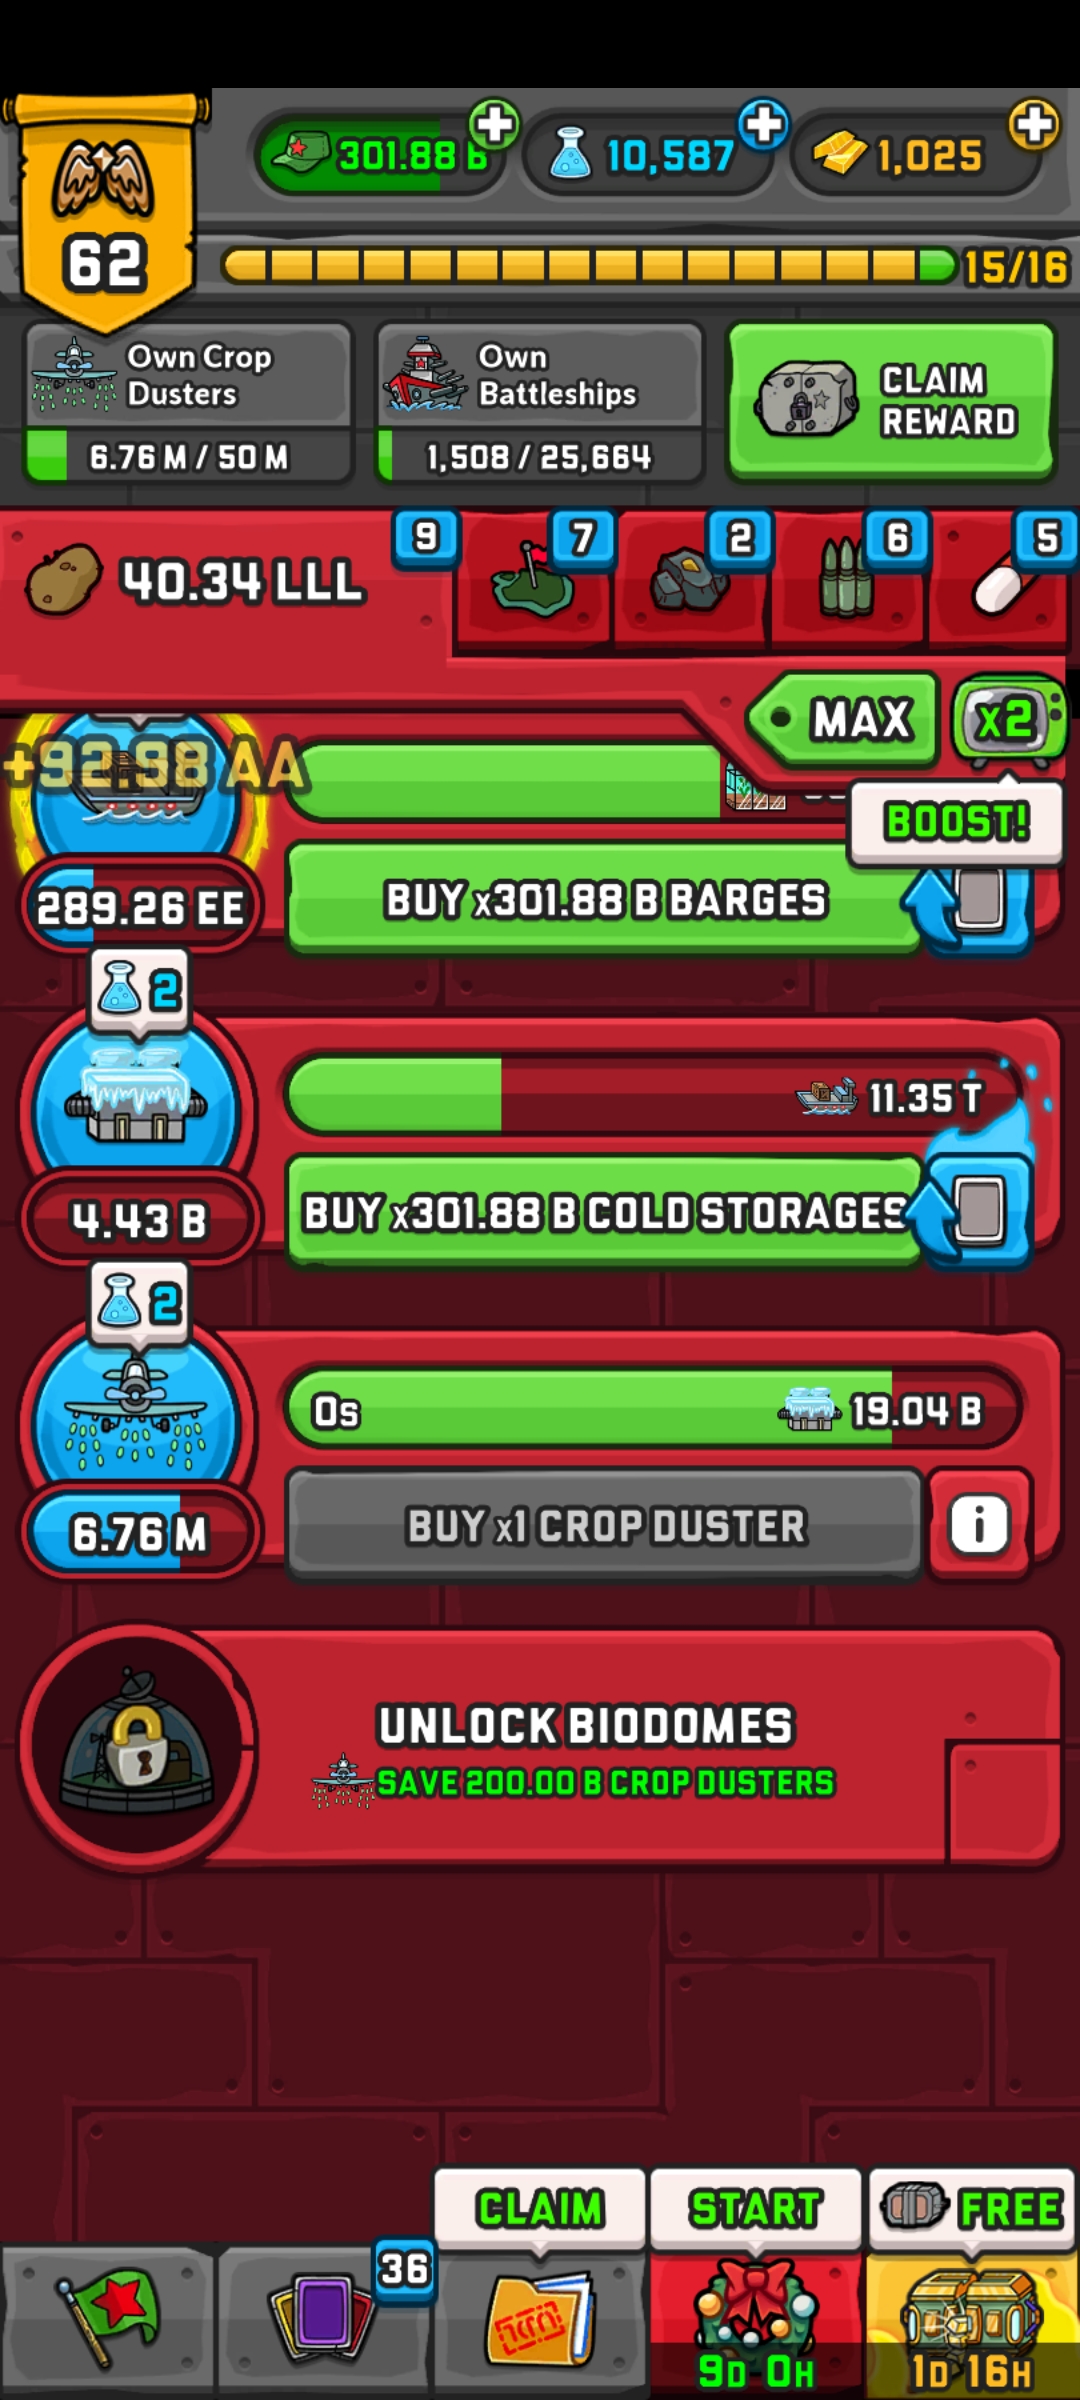 62
301.88 B
10,587
1,025
15/16
Own Crop Dusters
6.76 M / 50 M
Own Battleships
1,508 / 25,664
CLAIM REWARD
40.34 LLL
9
7
2
6
5
MAX
x2
BOOST!
+92.98 AA
289.26 EE
BUY x301.88 B BARGES
2
11.35 T
4.43 B
BUY x301.88 B COLD STORAGES
2
0s
19.04 B
6.76 M
BUY x1 CROP DUSTER
i
UNLOCK BIODOMES
SAVE 200.00 B CROP DUSTERS
CLAIM
START
FREE
36
9D 0H
1D 16H